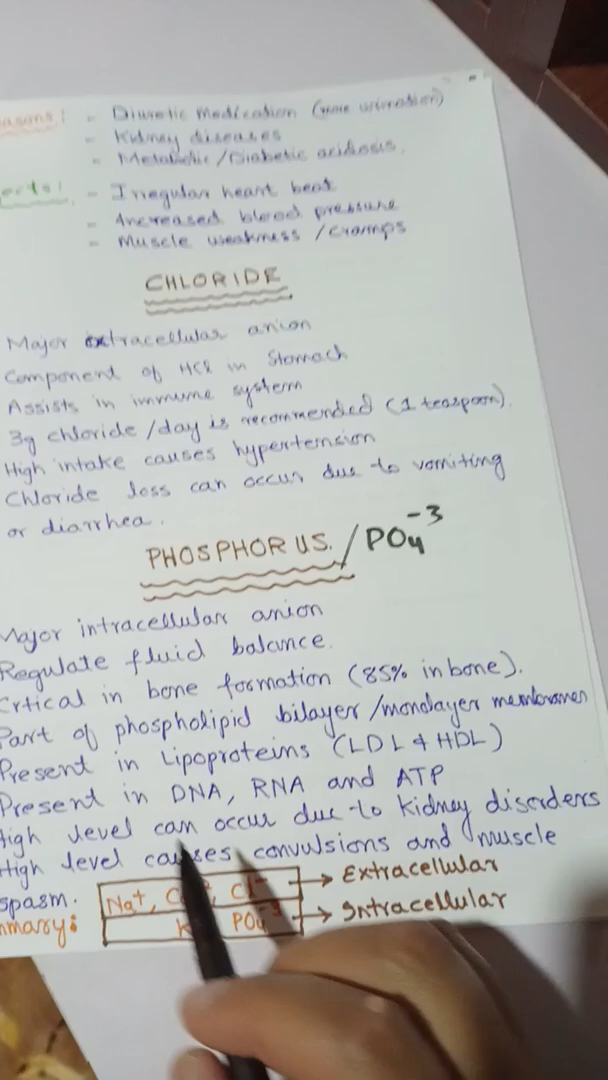 asons! - Diuretic Medication (more urination)
- Kidney diseases
- Metabolic/Diabetic acidosis.
ects! - Irregular heart beat
- Increased blood pressure
- Muscle weakness / Cramps
CHLORIDE
Major extracellular anion
Component of HCl in Stomach
Assists in immune system
3g chloride/day is recommended (1 teaspoon).
High intake causes hypertension
Chloride loss can occur due to vomiting
or diarrhea.
PHOSPHORUS. / PO4 -3
Major intracellular anion
Regulate fluid balance.
Crtical in bone formation (85% in bone).
Part of phospholipid bilayer/monolayer membranes
Present in Lipoproteins (LDL & HDL)
Present in DNA, RNA and ATP
High level can occur due to kidney disorders
High level causes convulsions and muscle
spasm.
mmary: Na+, Cl- → Extracellular
K PO4-3 → Intracellular